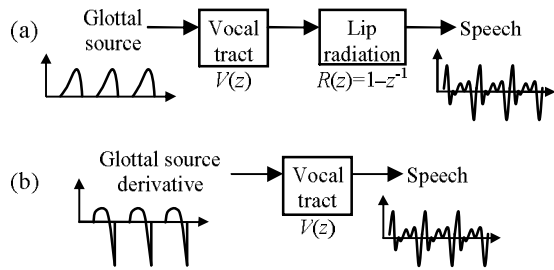 (a)
Glottal
source
Vocal
tract
V(z)
Lip
radiation
R(z)=1–z⁻¹
Speech
(b)
Glottal source
derivative
Vocal
tract
V(z)
Speech